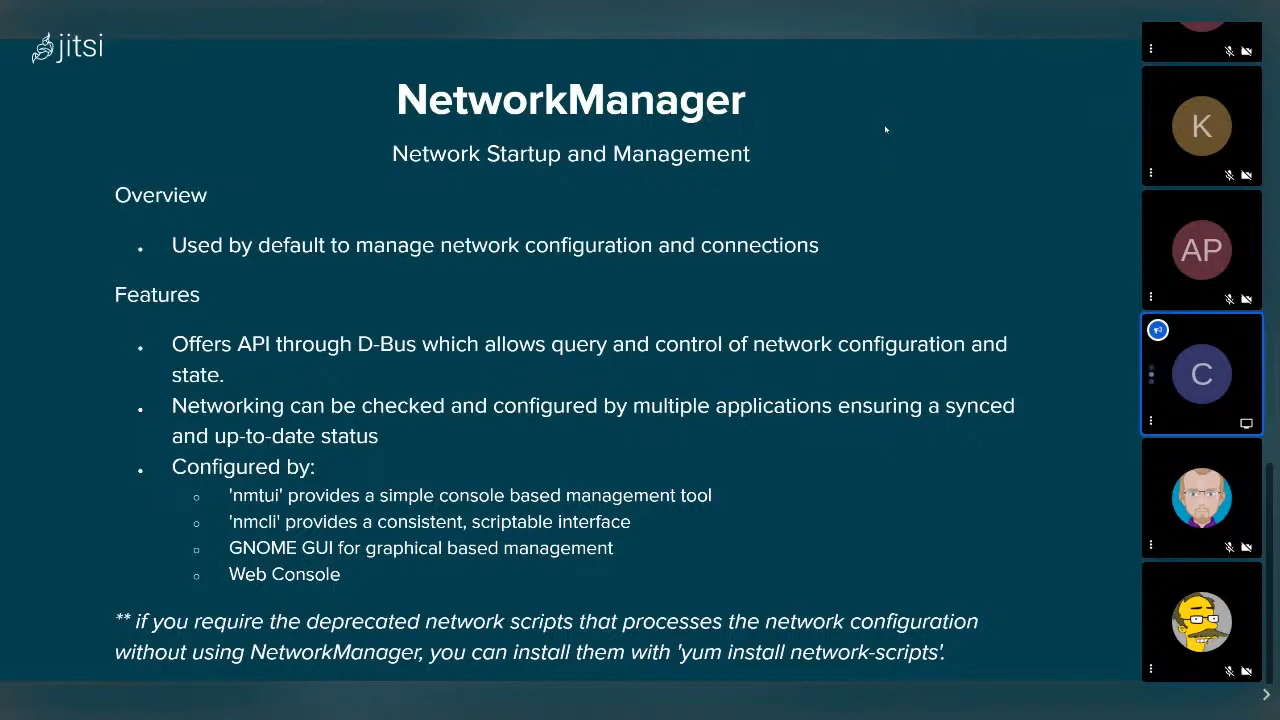 jitsi
NetworkManager
Network Startup and Management
Overview
• Used by default to manage network configuration and connections
Features
• Offers API through D-Bus which allows query and control of network configuration and
state.
• Networking can be checked and configured by multiple applications ensuring a synced
and up-to-date status
• Configured by:
○ 'nmtui' provides a simple console based management tool
○ 'nmcli' provides a consistent, scriptable interface
○ GNOME GUI for graphical based management
○ Web Console
** if you require the deprecated network scripts that processes the network configuration
without using NetworkManager, you can install them with 'yum install network-scripts'.
K
AP
C